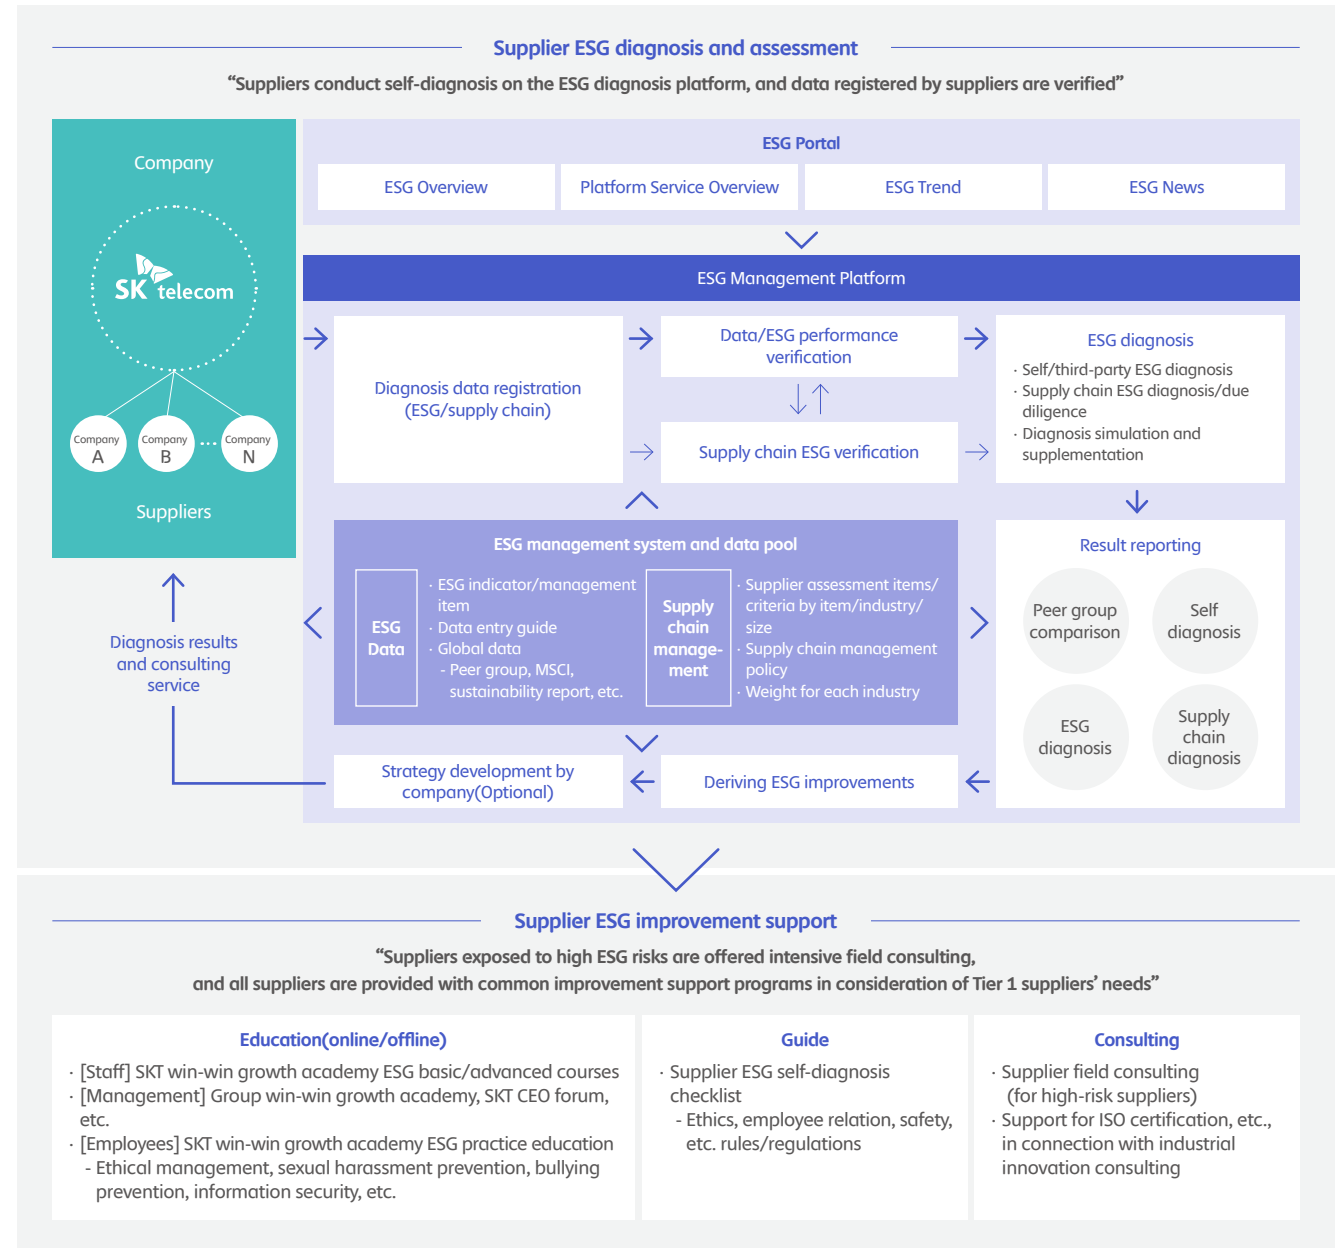 Supplier ESG diagnosis and assessment
“Suppliers conduct self-diagnosis on the ESG diagnosis platform, and data registered by suppliers are verified”
Company
SK telecom
Company
A
Company
B
...
Company
N
Suppliers
ESG Portal
ESG Overview
Platform Service Overview
ESG Trend
ESG News
ESG Management Platform
Diagnosis data registration
(ESG/supply chain)
Data/ESG performance
verification
Supply chain ESG verification
ESG diagnosis
· Self/third-party ESG diagnosis
· Supply chain ESG diagnosis/due
diligence
· Diagnosis simulation and
supplementation
ESG management system and data pool
ESG
Data
· ESG indicator/management
item
· Data entry guide
· Global data
- Peer group, MSCI,
sustainability report, etc.
Supply
chain
manage-
ment
· Supplier assessment items/
criteria by item/industry/
size
· Supply chain management
policy
· Weight for each industry
Result reporting
Peer group
comparison
Self
diagnosis
ESG
diagnosis
Supply
chain
diagnosis
Deriving ESG improvements
Strategy development by
company(Optional)
Diagnosis results
and consulting
service
Supplier ESG improvement support
“Suppliers exposed to high ESG risks are offered intensive field consulting,
and all suppliers are provided with common improvement support programs in consideration of Tier 1 suppliers’ needs”
Education(online/offline)
· [Staff] SKT win-win growth academy ESG basic/advanced courses
· [Management] Group win-win growth academy, SKT CEO forum,
etc.
· [Employees] SKT win-win growth academy ESG practice education
- Ethical management, sexual harassment prevention, bullying
prevention, information security, etc.
Guide
· Supplier ESG self-diagnosis
checklist
- Ethics, employee relation, safety,
etc. rules/regulations
Consulting
· Supplier field consulting
(for high-risk suppliers)
· Support for ISO certification, etc.,
in connection with industrial
innovation consulting